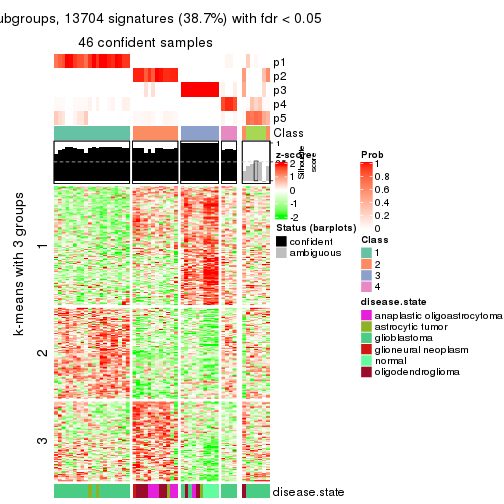 ubgroups, 13704 signatures (38.7%) with fdr < 0.05
46 confident samples
p1
p2
p3
p4
p5
Class
1
Silhouette
score
z-score
2
1
0
-1
-2
Status (barplots)
confident
ambiguous
Prob
1
0.8
0.6
0.4
0.2
0
Class
1
2
3
4
disease.state
anaplastic oligoastrocytoma
astrocytic tumor
glioblastoma
glioneural neoplasm
normal
oligodendroglioma
k-means with 3 groups
1
2
3
disease.state